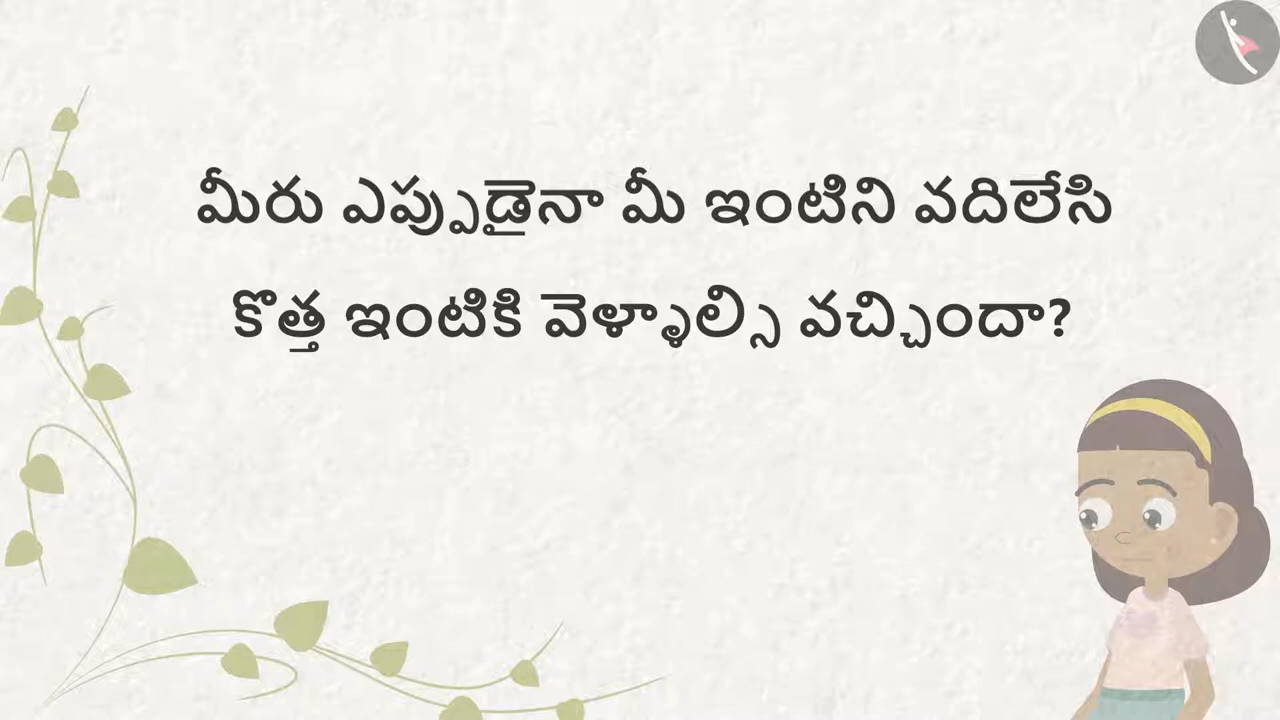 మీరు ఎప్పుడైనా మీ ఇంటిని వదిలేసి
కొత్త ఇంటికి వెళ్ళాల్సి వచ్చిందా?